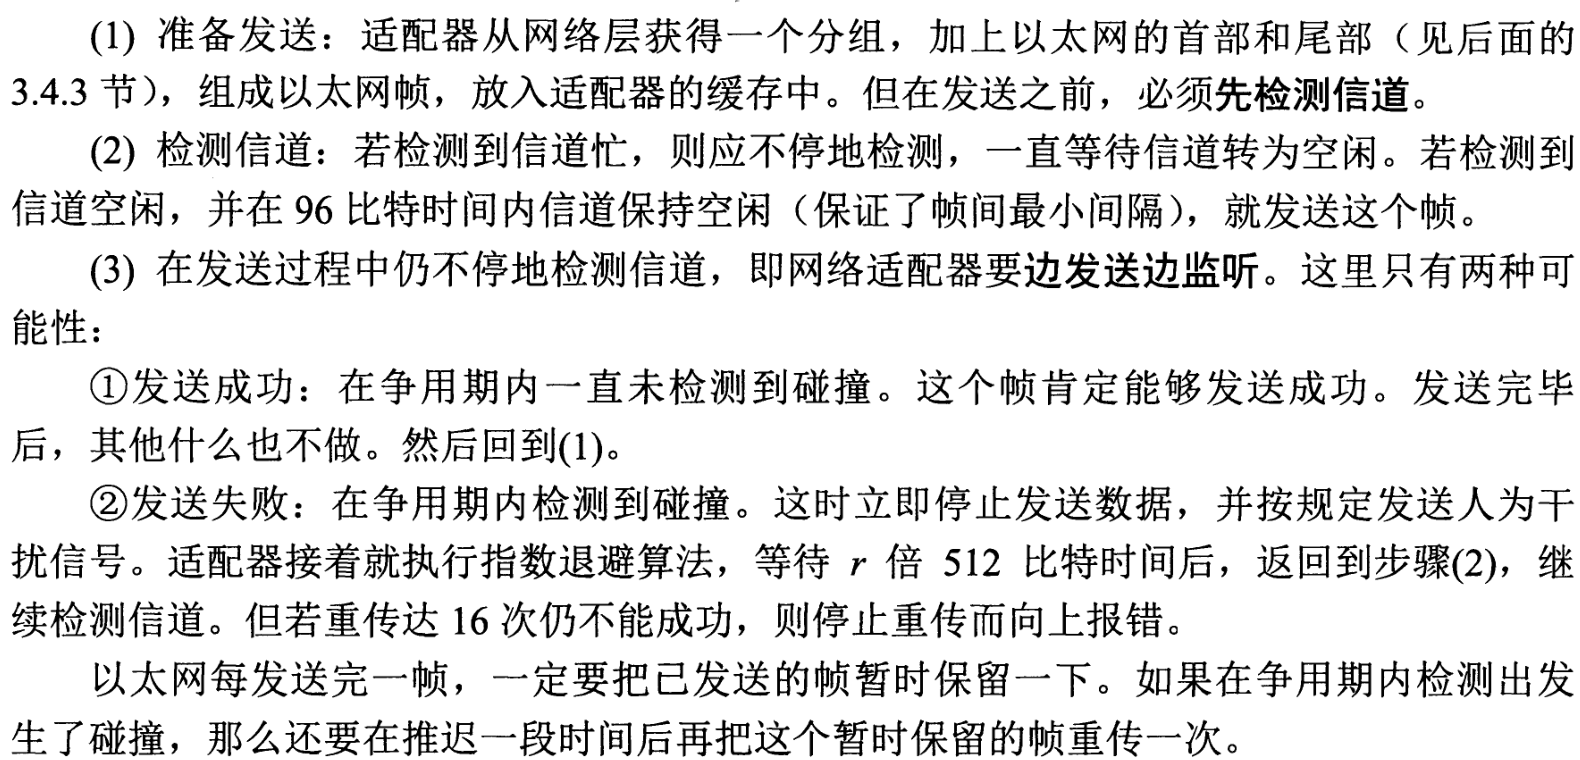 (1) 准备发送：适配器从网络层获得一个分组，加上以太网的首部和尾部（见后面的
3.4.3 节），组成以太网帧，放入适配器的缓存中。但在发送之前，必须先检测信道。
(2) 检测信道：若检测到信道忙，则应不停地检测，一直等待信道转为空闲。若检测到
信道空闲，并在 96 比特时间内信道保持空闲（保证了帧间最小间隔），就发送这个帧。
(3) 在发送过程中仍不停地检测信道，即网络适配器要边发送边监听。这里只有两种可
能性：
①发送成功：在争用期内一直未检测到碰撞。这个帧肯定能够发送成功。发送完毕
后，其他什么也不做。然后回到(1)。
②发送失败：在争用期内检测到碰撞。这时立即停止发送数据，并按规定发送人为干
扰信号。适配器接着就执行指数退避算法，等待 r 倍 512 比特时间后，返回到步骤(2)，继
续检测信道。但若重传达 16 次仍不能成功，则停止重传而向上报错。
以太网每发送完一帧，一定要把已发送的帧暂时保留一下。如果在争用期内检测出发
生了碰撞，那么还要在推迟一段时间后再把这个暂时保留的帧重传一次。